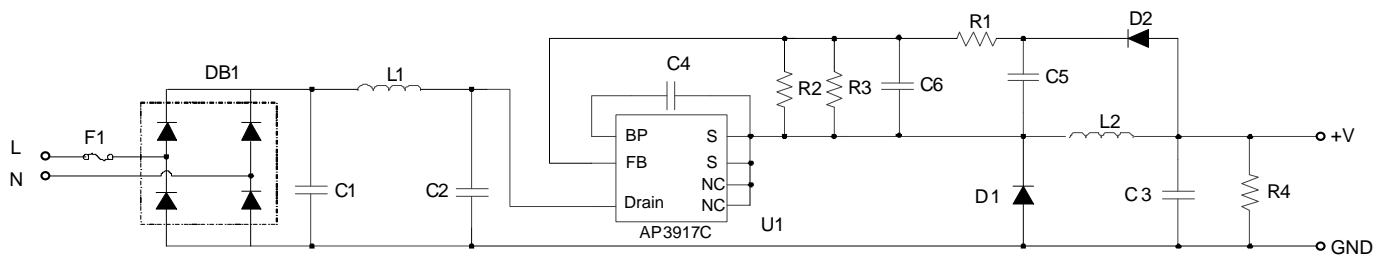 R1
D2
C4
DB1
L1
R2
R3
C6
C5
F1
L2
BP
S
+V
L
FB
S
N
C1
C2
NC
D1
C3
R4
Drain
NC
U1
AP3917C
GND